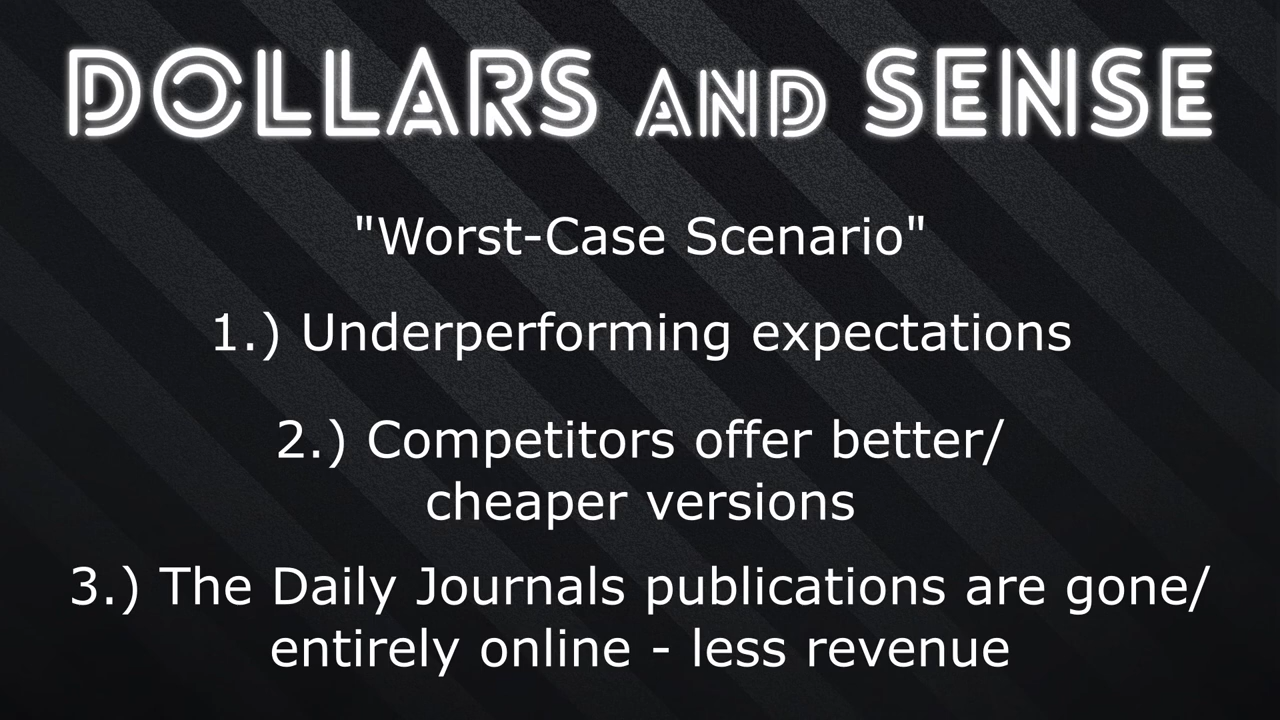 DOLLARS AND SENSE
"Worst-Case Scenario"
1.) Underperforming expectations
2.) Competitors offer better/
cheaper versions
3.) The Daily Journals publications are gone/
entirely online - less revenue